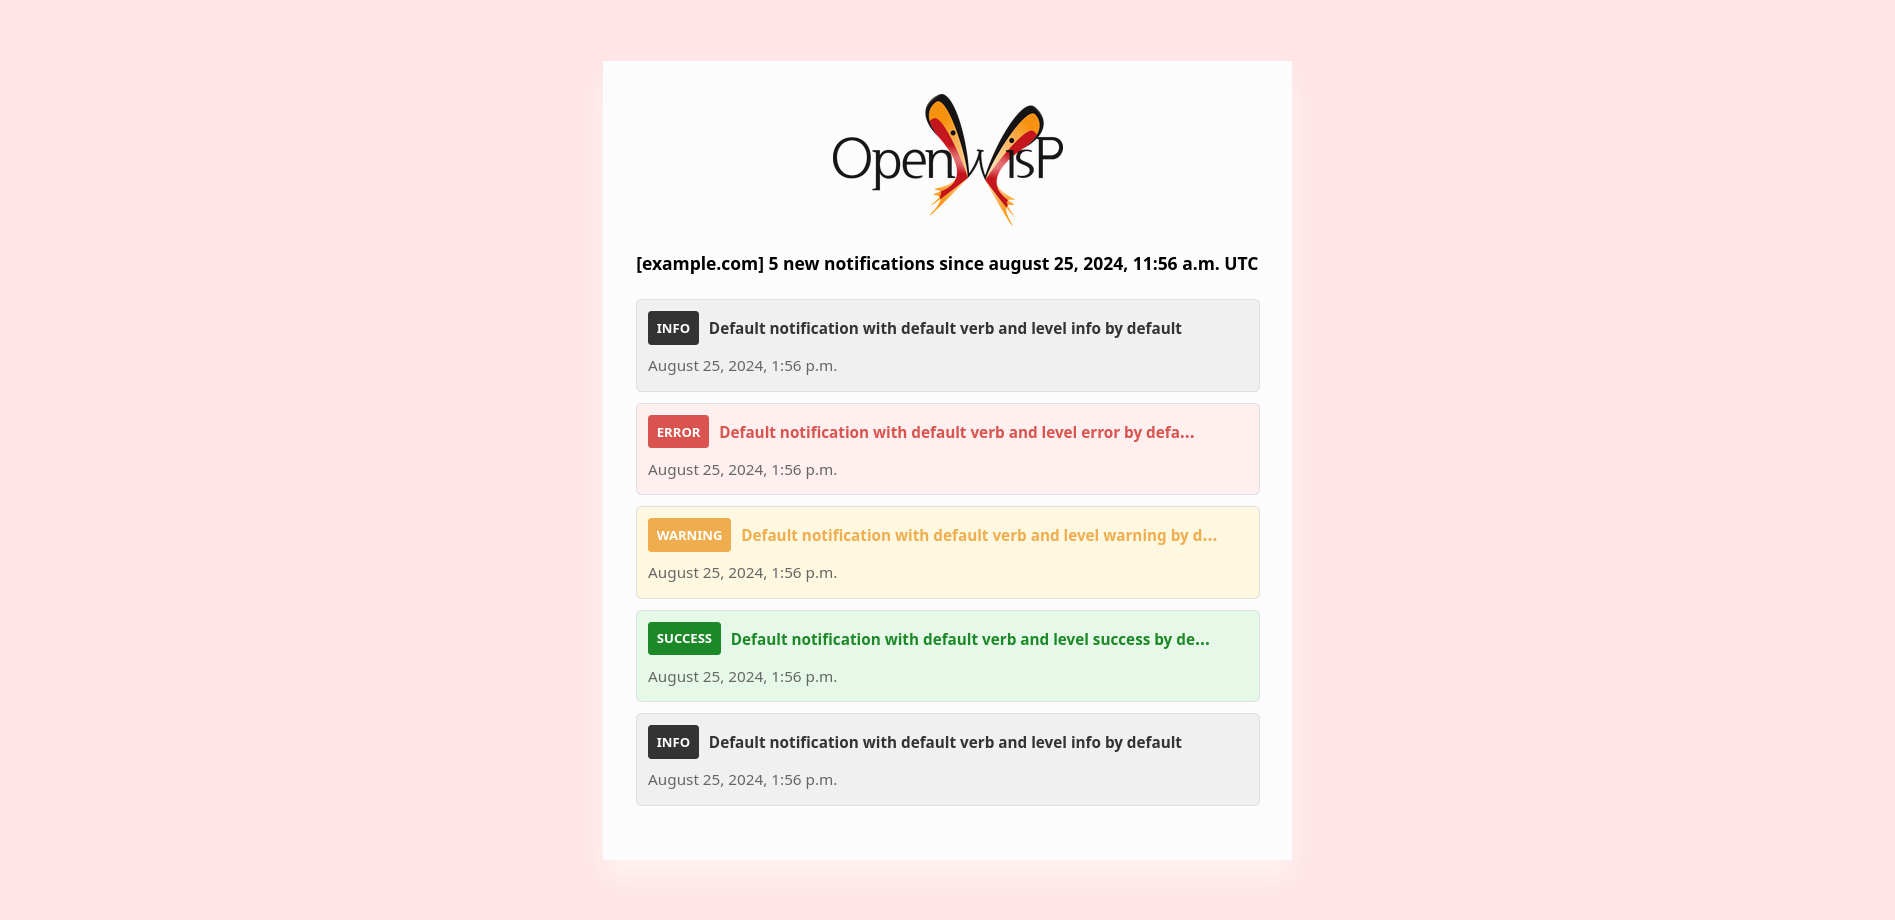 OpenWisP
[example.com] 5 new notifications since august 25, 2024, 11:56 a.m. UTC
INFO Default notification with default verb and level info by default
August 25, 2024, 1:56 p.m.
ERROR Default notification with default verb and level error by defa...
August 25, 2024, 1:56 p.m.
WARNING Default notification with default verb and level warning by d...
August 25, 2024, 1:56 p.m.
SUCCESS Default notification with default verb and level success by de...
August 25, 2024, 1:56 p.m.
INFO Default notification with default verb and level info by default
August 25, 2024, 1:56 p.m.